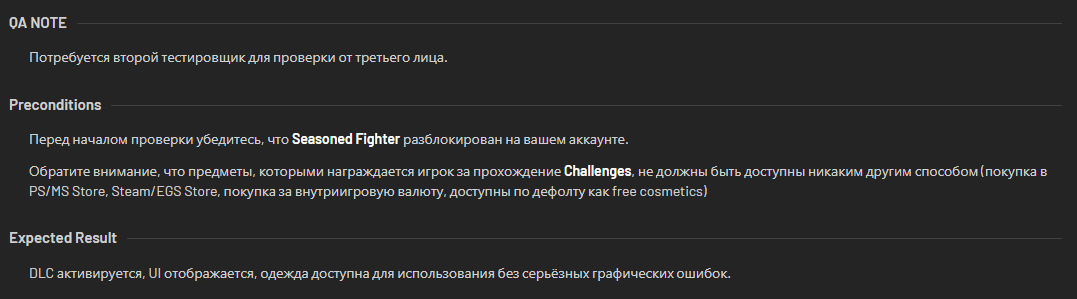 QA NOTE
Потребуется второй тестировщик для проверки от третьего лица.
Preconditions
Перед началом проверки убедитесь, что Seasoned Fighter разблокирован на вашем аккаунте.
Обратите внимание, что предметы, которыми награждается игрок за прохождение Challenges, не должны быть доступны никаким другим способом (покупка в
PS/MS Store, Steam/EGS Store, покупка за внутриигровую валюту, доступны по дефолту как free cosmetics)
Expected Result
DLC активируется, UI отображается, одежда доступна для использования без серьёзных графических ошибок.